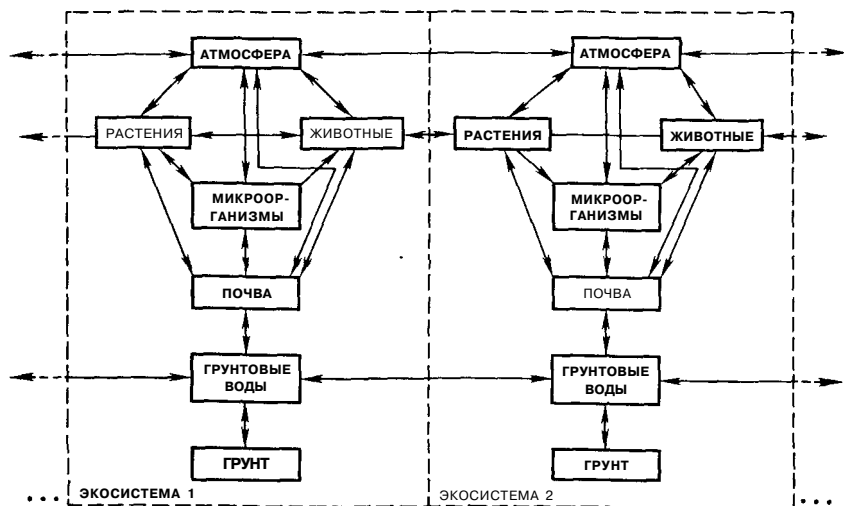 АТМОСФЕРА
АТМОСФЕРА
РАСТЕНИЯ
ЖИВОТНЫЕ
РАСТЕНИЯ
ЖИВОТНЫЕ
МИКРООР-
ГАНИЗМЫ
МИКРООР-
ГАНИЗМЫ
ПОЧВА
ПОЧВА
ГРУНТОВЫЕ
ВОДЫ
ГРУНТОВЫЕ
ВОДЫ
ГРУНТ
ГРУНТ
... ЭКОСИСТЕМА 1
ЭКОСИСТЕМА 2 ...